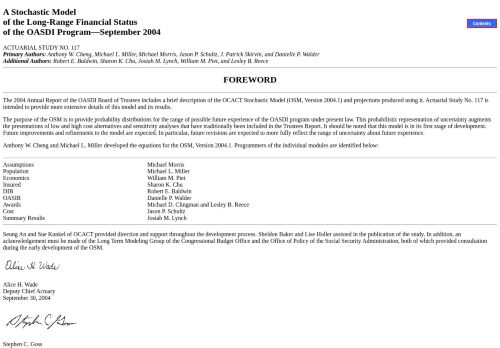 A Stochastic Model
of the Long-Range Financial Status
of the OASDI Program—September 2004
Contents
ACTUARIAL STUDY NO. 117
Primary Authors: Anthony W. Cheng, Michael L. Miller, Michael Morris, Jason P. Schultz, J. Patrick Skirvin, and Danielle P. Walder
Additional Authors: Robert E. Baldwin, Sharon K. Chu, Josiah M. Lynch, William M. Piet, and Lesley B. Reece
FOREWORD
The 2004 Annual Report of the OASDI Board of Trustees includes a brief description of the OCACT Stochastic Model (OSM, Version 2004.1) and projections produced using it. Actuarial Study No. 117 is
intended to provide more extensive details of this model and its results.
The purpose of the OSM is to provide probability distributions for the range of possible future experience of the OASDI program under present law. This probabilistic representation of uncertainty augments
the presentations of low and high cost alternatives and sensitivity analyses that have traditionally been included in the Trustees Report. It should be noted that this model is in its first stage of development.
Future improvements and refinements to the model are expected. In particular, future revisions are expected to more fully reflect the range of uncertainty about future experience.
Anthony W. Cheng and Michael L. Miller developed the equations for the OSM, Version 2004.1. Programmers of the individual modules are identified below:
Assumptions Michael Morris
Population Michael L. Miller
Economics William M. Piet
Insured Sharon K. Chu
DIB Robert E. Baldwin
OASIB Danielle P. Walder
Awards Michael D. Clingman and Lesley B. Reece
Cost Jason P. Schultz
Summary Results Josiah M. Lynch
Seung An and Sue Kunkel of OCACT provided direction and support throughout the development process. Sheldon Baker and Lise Holler assisted in the publication of the study. In addition, an
acknowledgement must be made of the Long Term Modeling Group of the Congressional Budget Office and the Office of Policy of the Social Security Administration, both of which provided consultation
during the early development of the OSM.
Alice H. Wade
Alice H. Wade
Deputy Chief Actuary
September 30, 2004
Stephen C. Goss
Stephen C. Goss